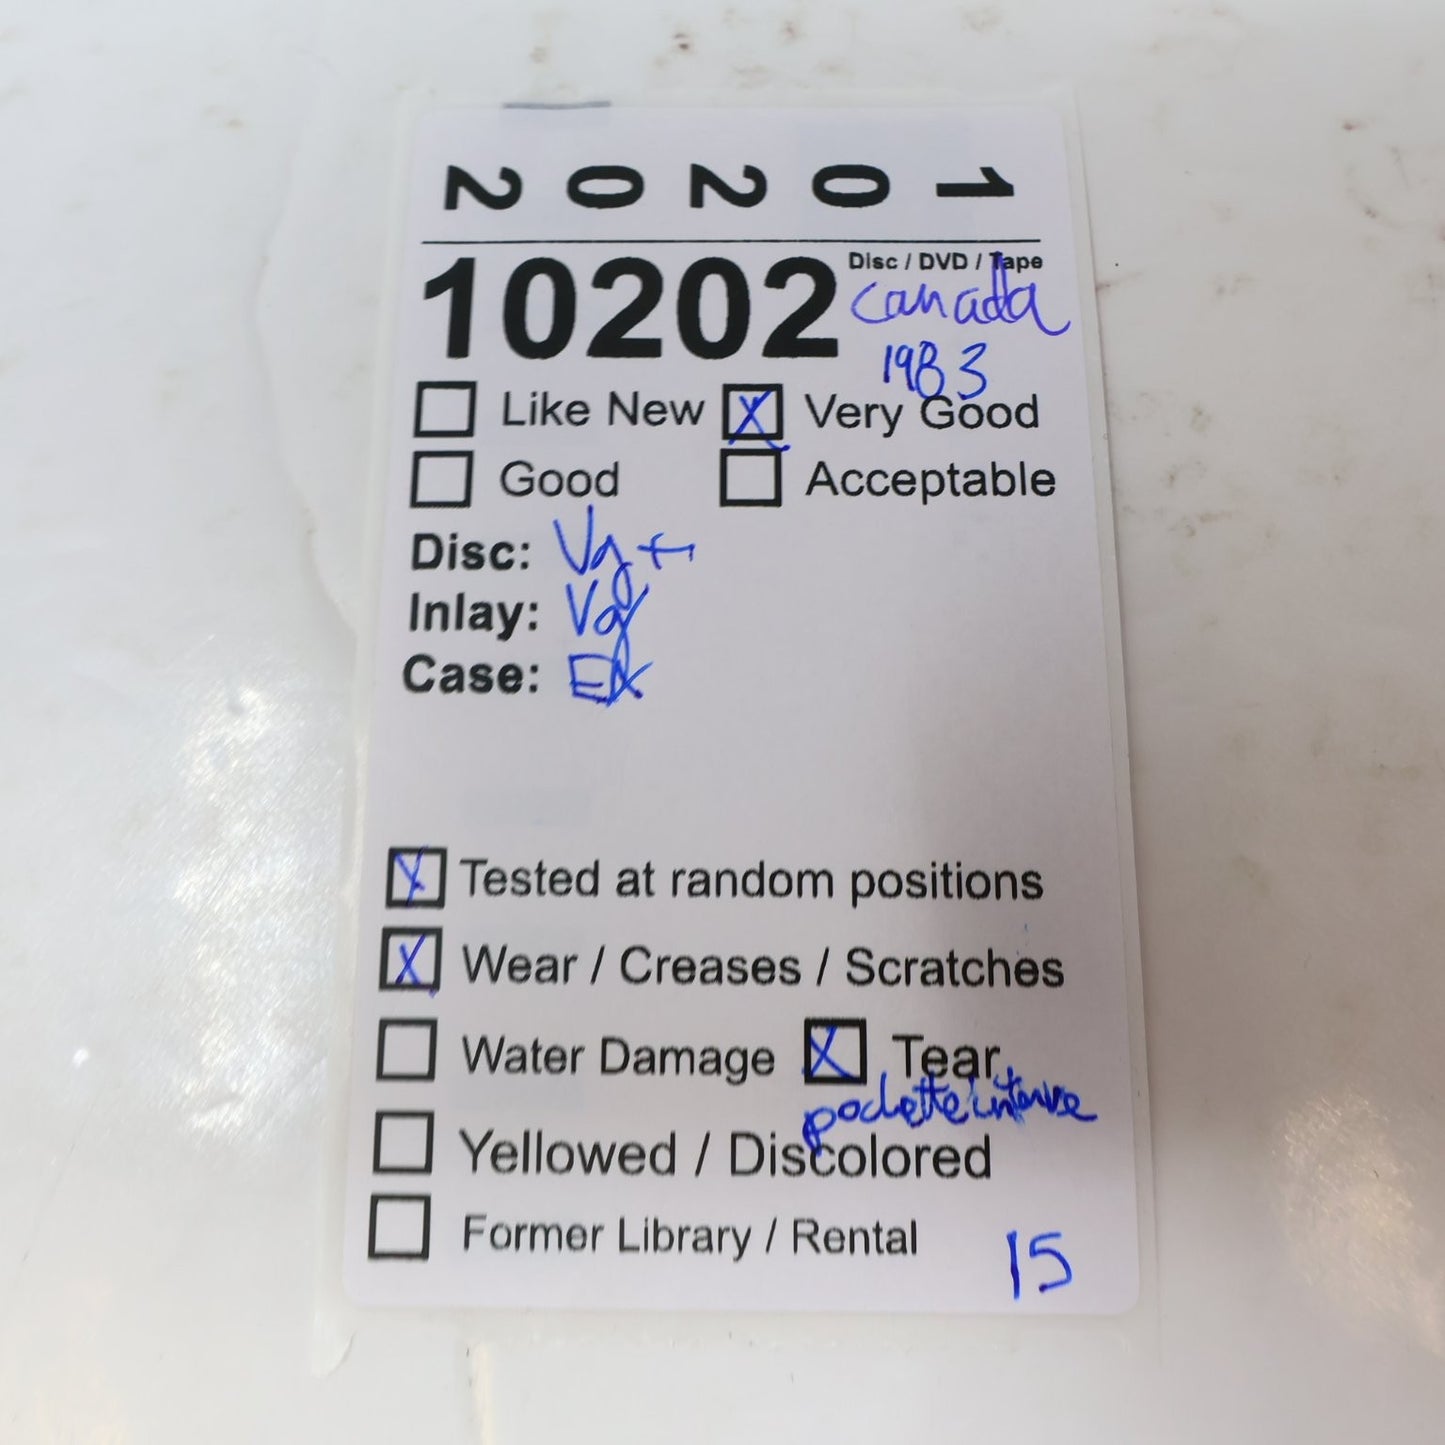 10202
10202 Disc / DVD / Tape
Canada
1983
Like New X Very Good
Good Acceptable
Disc: Vg+
Inlay: Vg
Case: Ex
X Tested at random positions
X Wear / Creases / Scratches
Water Damage X Tear
pochette interne
Yellowed / Discolored
Former Library / Rental
15